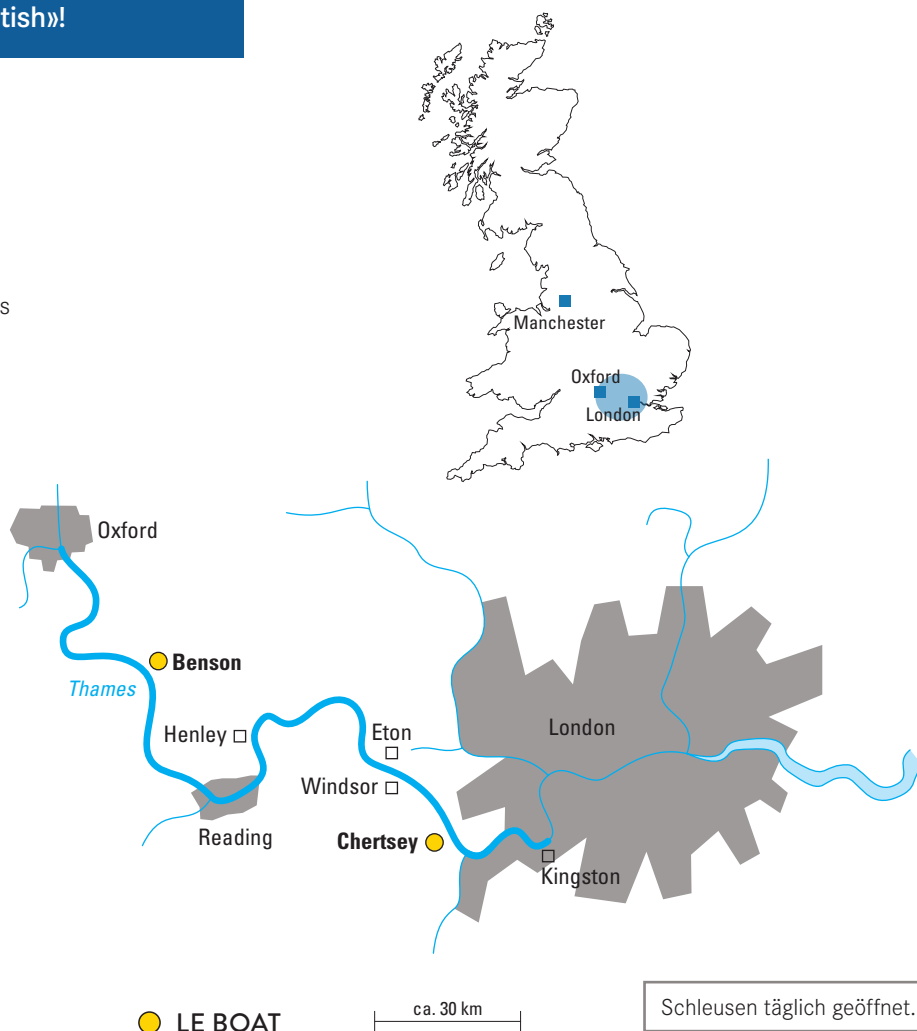 tish»!
s
Manchester
Oxford
London
Oxford
Benson
Thames
Henley
Eton
London
Windsor
Reading
Chertsey
Kingston
LE BOAT
ca. 30 km
Schleusen täglich geöffnet.